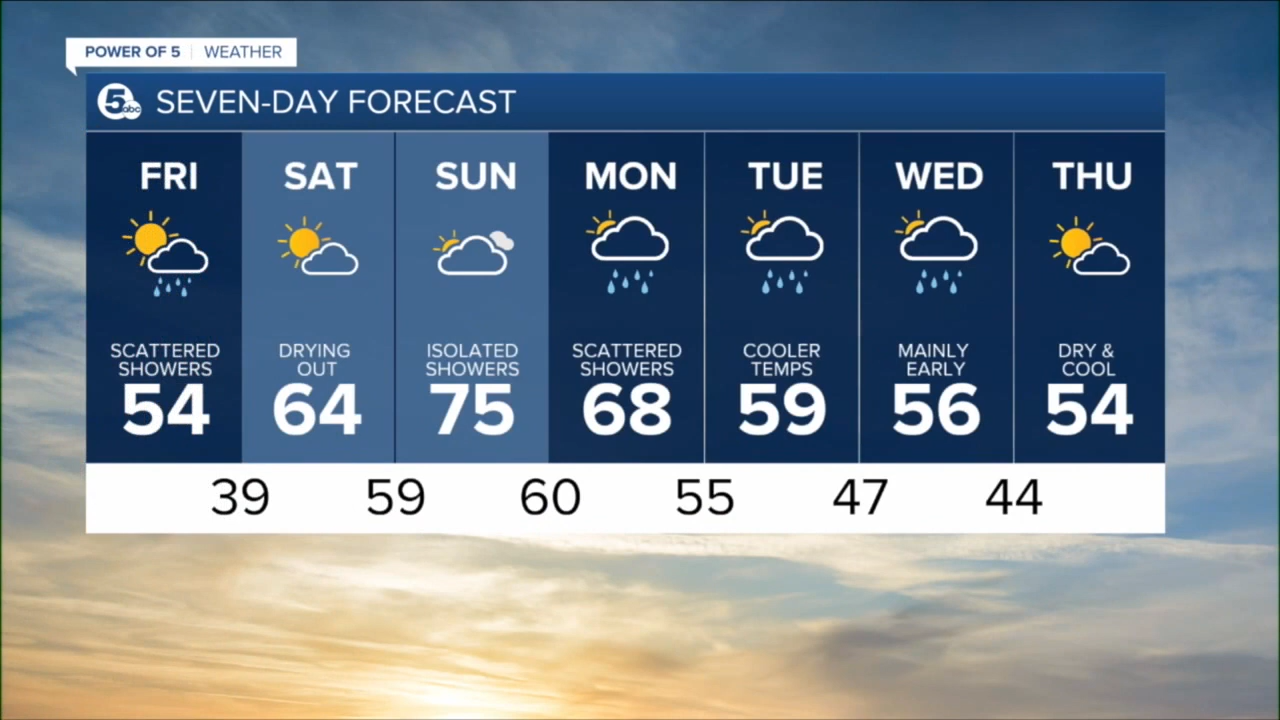 POWER OF 5 | WEATHER
5 abc SEVEN-DAY FORECAST
FRI SAT SUN MON TUE WED THU
SCATTERED DRYING ISOLATED SCATTERED COOLER MAINLY DRY &
SHOWERS OUT SHOWERS SHOWERS TEMPS EARLY COOL
54 64 75 68 59 56 54
39 59 60 55 47 44